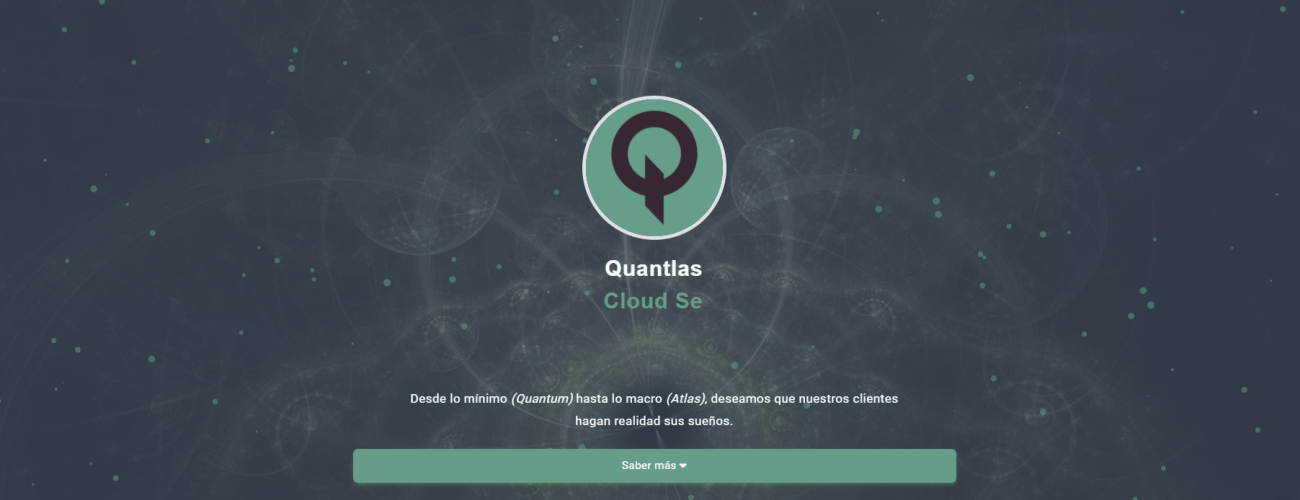 Quantlas
Cloud Se
Desde lo mínimo (Quantum) hasta lo macro (Atlas), deseamos que nuestros clientes
hagan realidad sus sueños.
Saber más